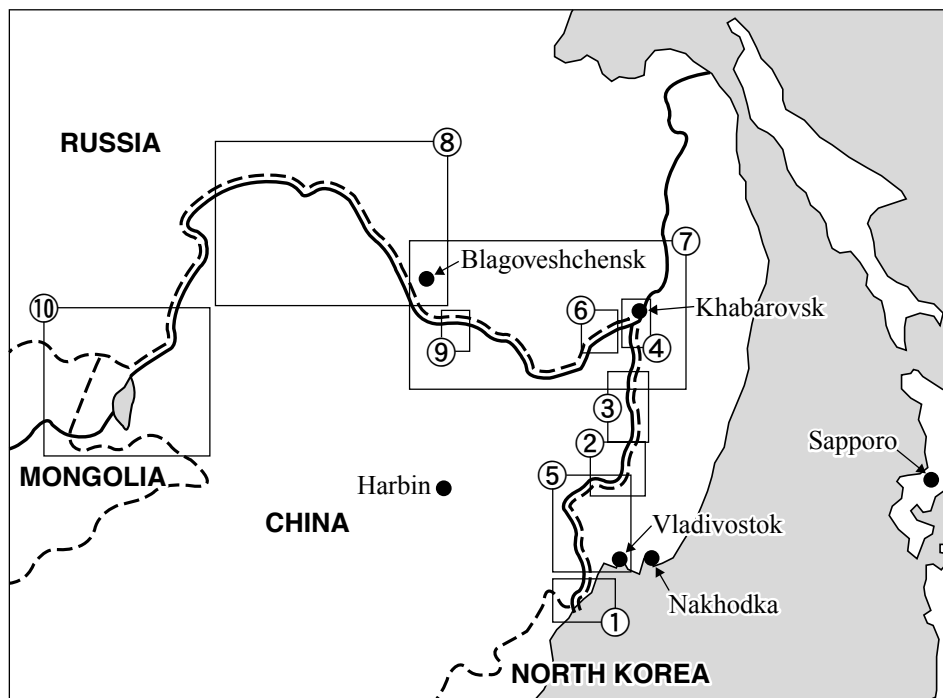 RUSSIA
⑧
⑦
Blagoveshchensk
⑩
⑥
Khabarovsk
⑨
④
③
②
Sapporo
MONGOLIA
⑤
Harbin
CHINA
Vladivostok
Nakhodka
①
NORTH KOREA